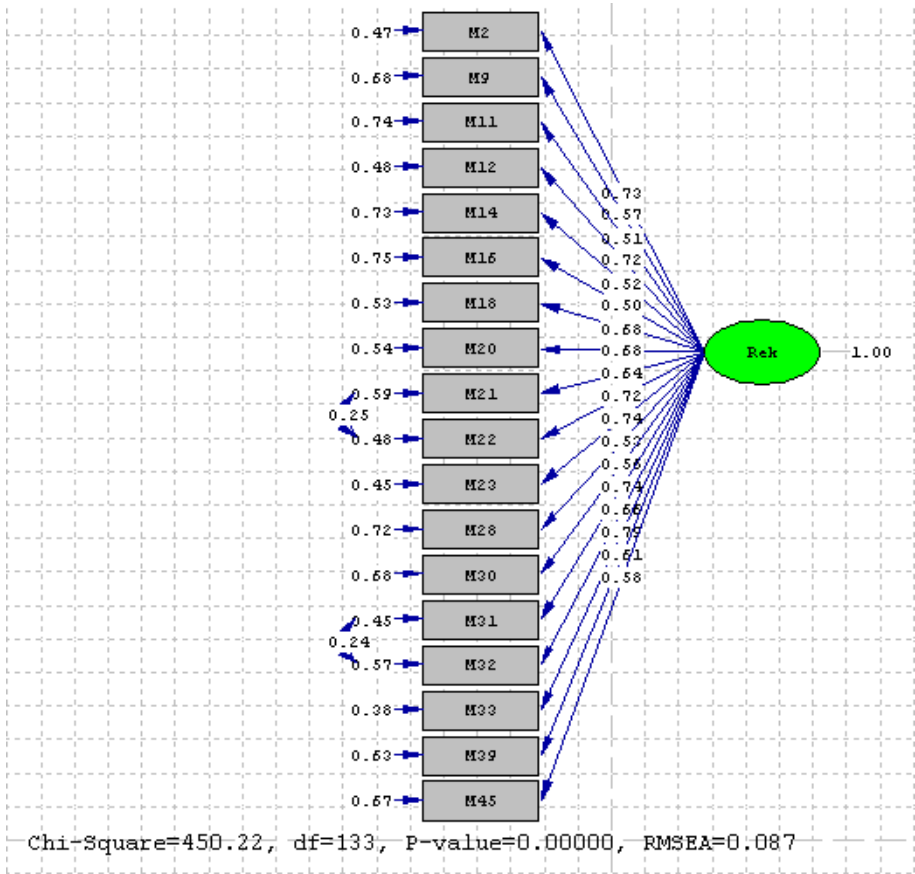 0.47 M2
0.68 M9
0.74 M11
0.48 M12
0.73
0.73 M14 0.57
0.51
0.75 M16 0.72
0.52
0.53 M18 0.50
0.68
0.54 M20 0.68 Rek 1.00
0.64
0.59 M21 0.72
0.25 0.74
0.48 M22 0.53
0.56
0.45 M23 0.74
0.66
0.72 M28 0.79
0.61
0.68 M30 0.58
0.45 M31
0.24
0.57 M32
0.38 M33
0.63 M39
0.67 M45
Chi-Square=450.22, df=133, P-value=0.00000, RMSEA=0.087